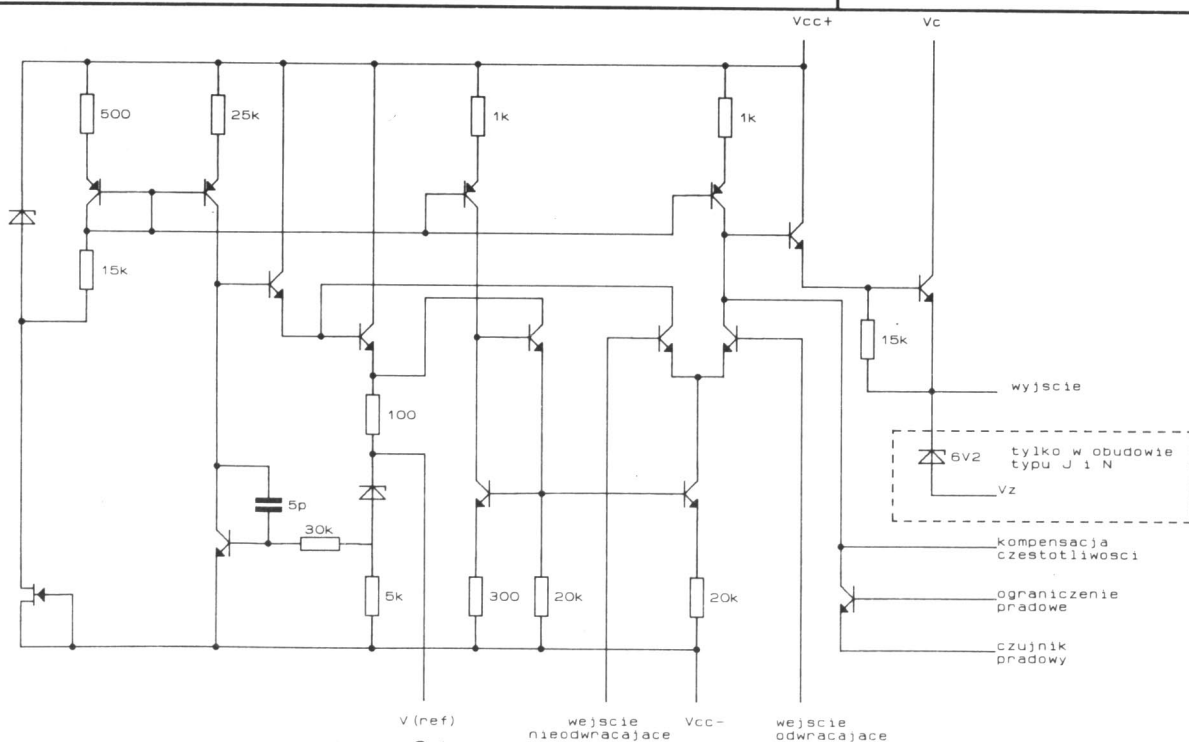 Vcc+
Vc
500
25k
1k
1k
15k
15k
wyjscie
100
6V2
tylko w obudowie
typu J i N
Vz
5p
30k
kompensacja
czestotliwosci
5k
300
20k
20k
ograniczenie
pradowe
czujnik
pradowy
V(ref)
wejscie
nieodwracajace
Vcc-
wejscie
odwracajace